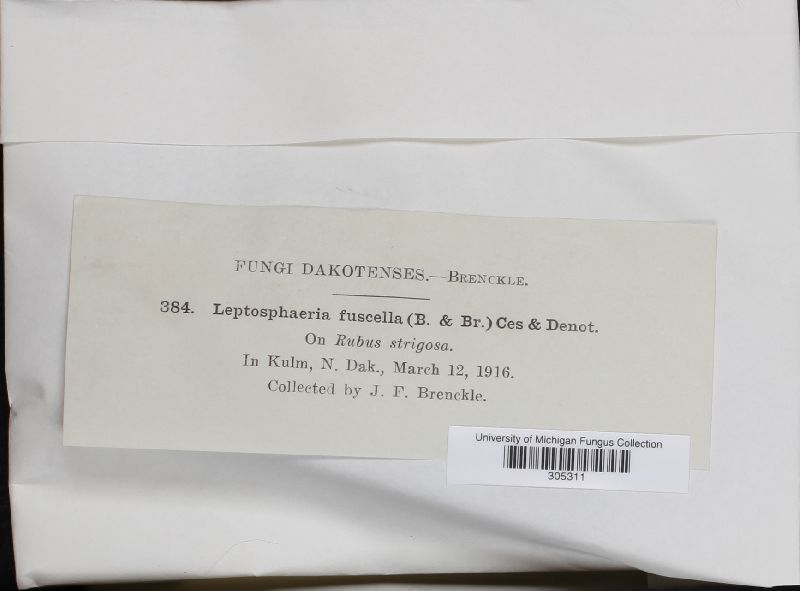 FUNGI DAKOTENSES.—BRENCKLE.
384. Leptosphaeria fuscella (B. & Br.) Ces & Denot.
On Rubus strigosa.
In Kulm, N. Dak., March 12, 1916.
Collected by J. F. Brenckle.
University of Michigan Fungus Collection
305311